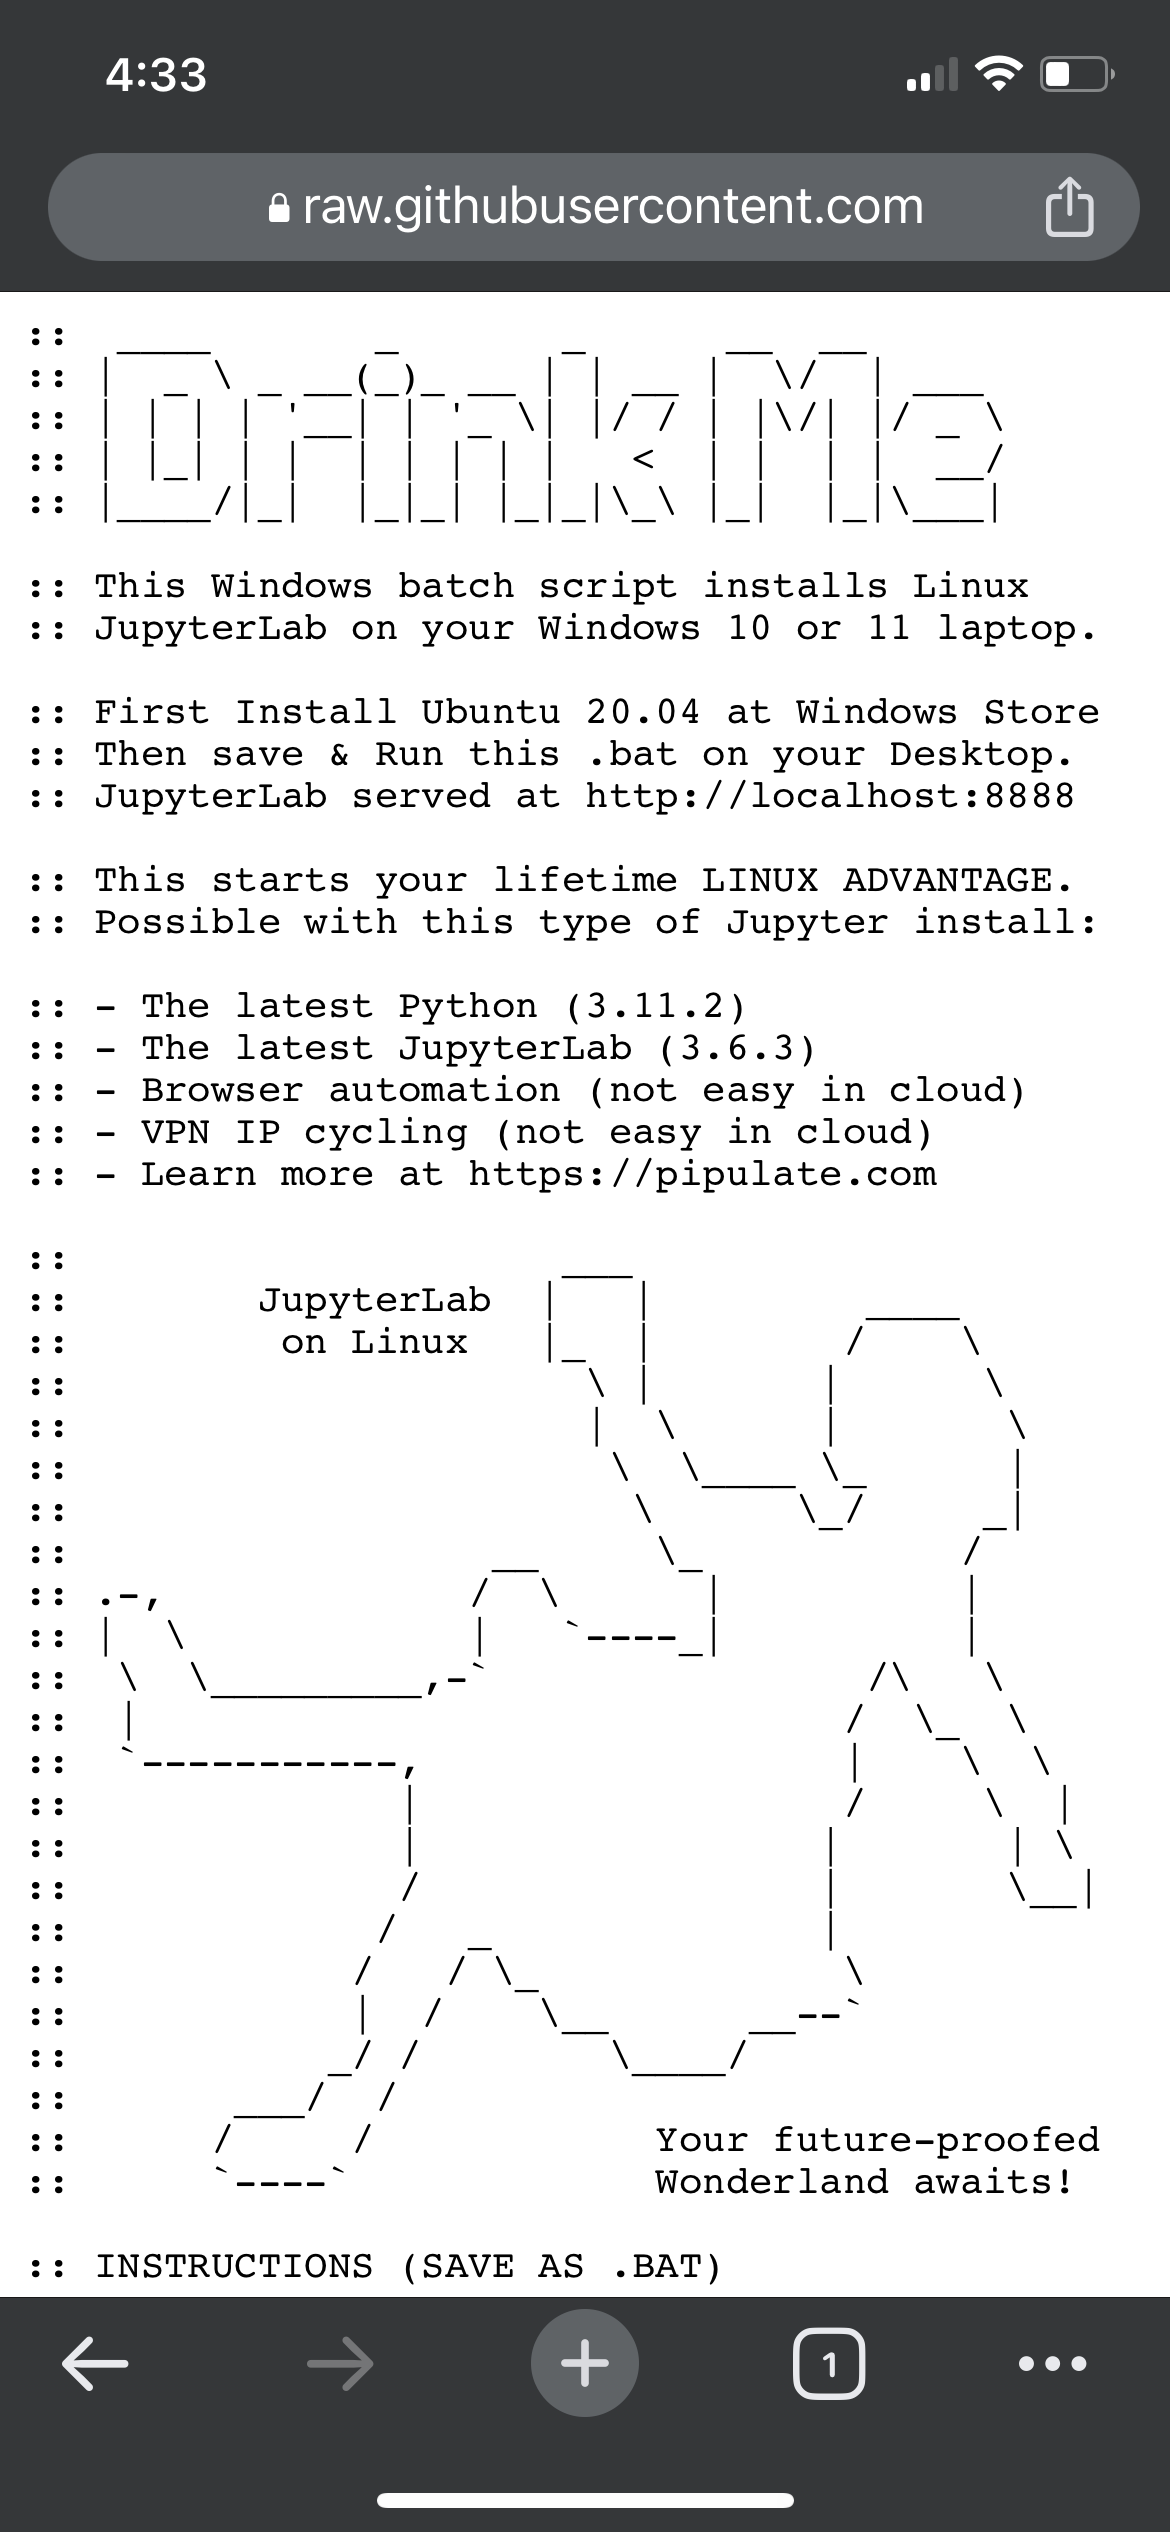 4:33
raw.githubusercontent.com
Drink Me
:: This Windows batch script installs Linux
:: JupyterLab on your Windows 10 or 11 laptop.
:: First Install Ubuntu 20.04 at Windows Store
:: Then save & Run this .bat on your Desktop.
:: JupyterLab served at http://localhost:8888
:: This starts your lifetime LINUX ADVANTAGE.
:: Possible with this type of Jupyter install:
:: - The latest Python (3.11.2)
:: - The latest JupyterLab (3.6.3)
:: - Browser automation (not easy in cloud)
:: - VPN IP cycling (not easy in cloud)
:: - Learn more at https://pipulate.com
:: JupyterLab
:: on Linux
:: Your future-proofed
:: Wonderland awaits!
:: INSTRUCTIONS (SAVE AS .BAT)
1